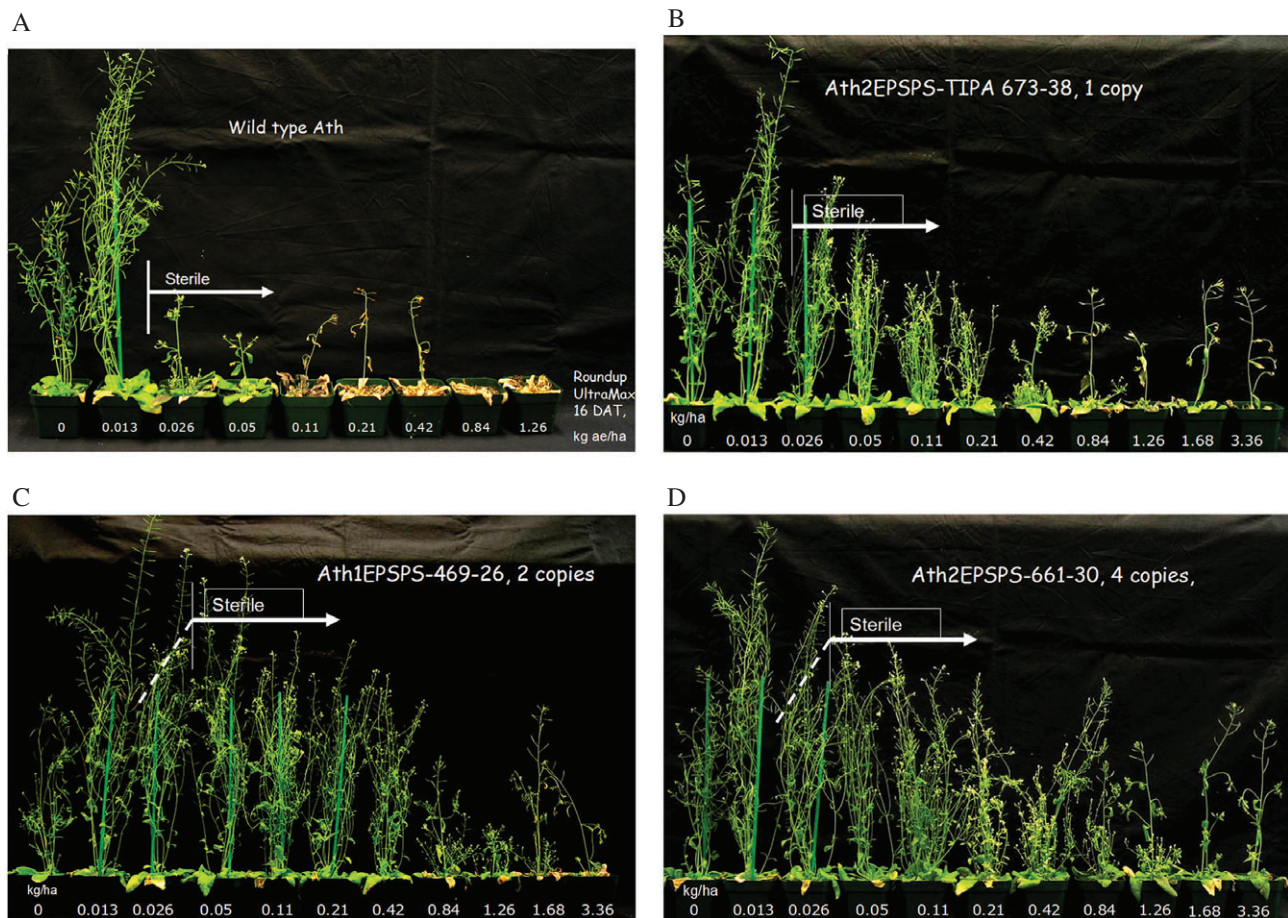 A
Wild type Ath
Sterile
Roundup
UltraMax
16 DAT,
kg ae/ha
0 0.013 0.026 0.05 0.11 0.21 0.42 0.84 1.26
B
Ath2EPSPS-TIPA 673-38, 1 copy
Sterile
kg/ha
0 0.013 0.026 0.05 0.11 0.21 0.42 0.84 1.26 1.68 3.36
C
Ath1EPSPS-469-26, 2 copies
Sterile
kg/ha
0 0.013 0.026 0.05 0.11 0.21 0.42 0.84 1.26 1.68 3.36
D
Ath2EPSPS-661-30, 4 copies,
Sterile
kg/ha
0 0.013 0.026 0.05 0.11 0.21 0.42 0.84 1.26 1.68 3.36